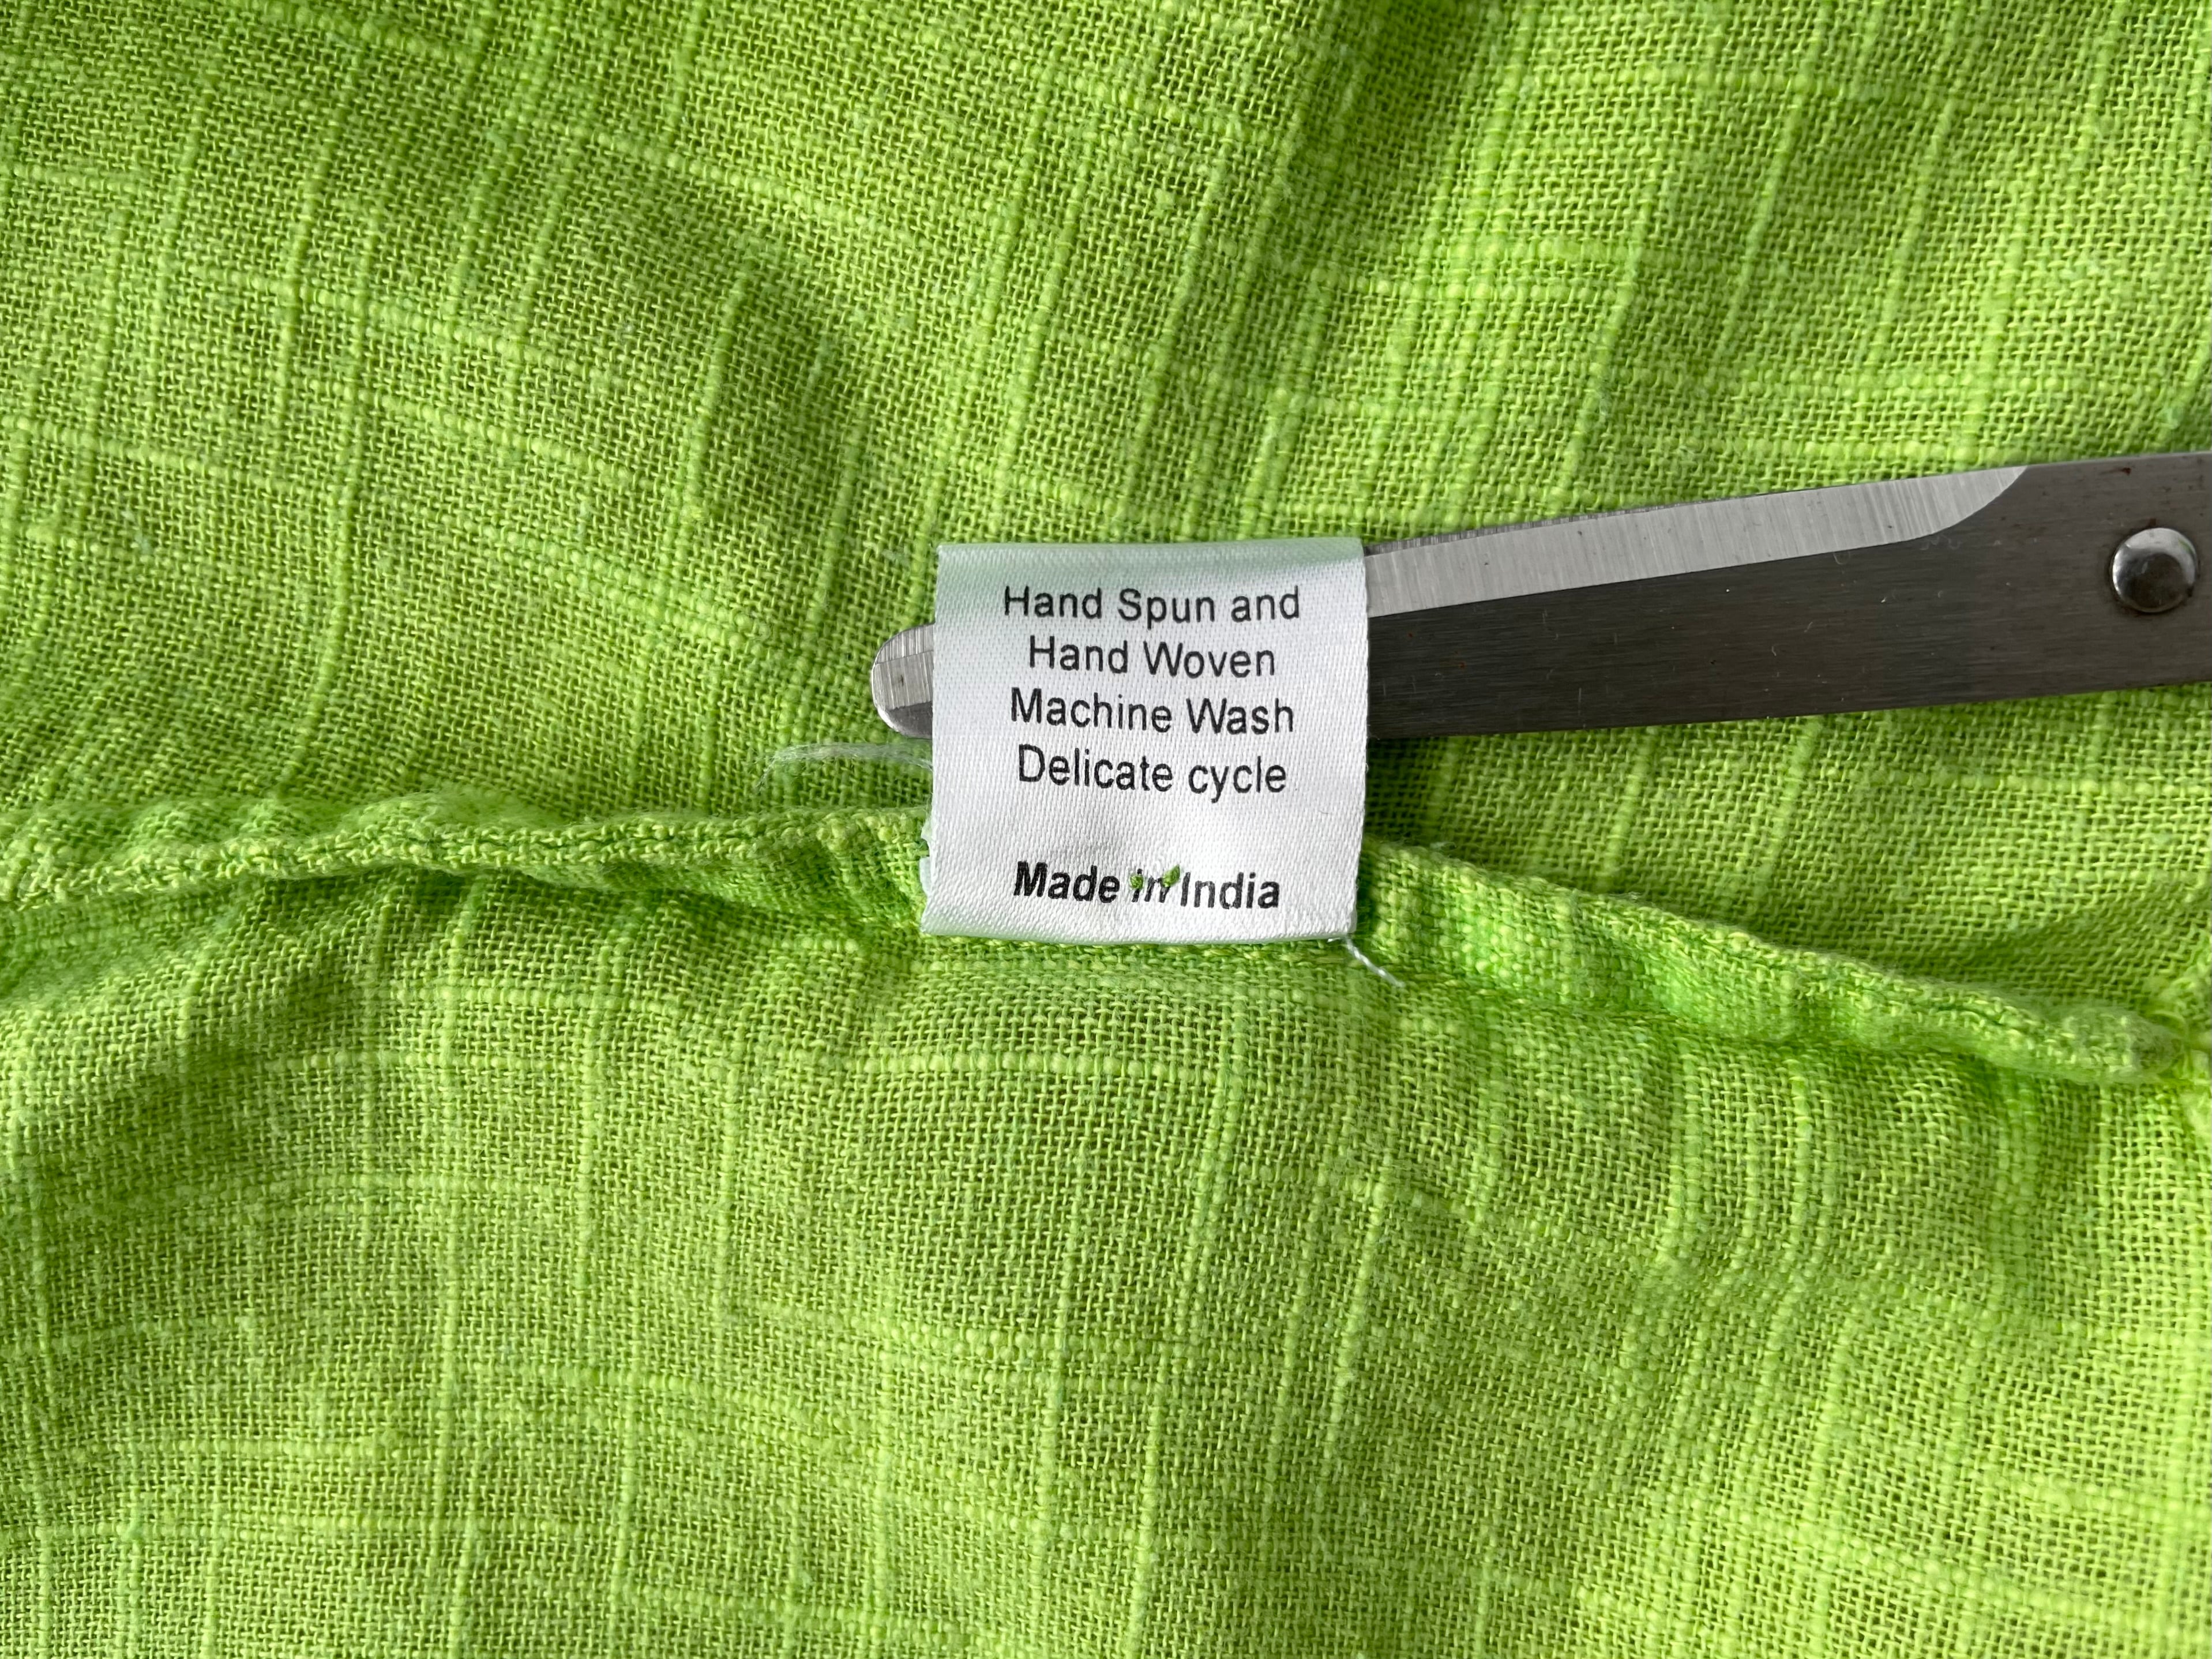 Hand Spun and
Hand Woven
Machine Wash
Delicate cycle
Made in India